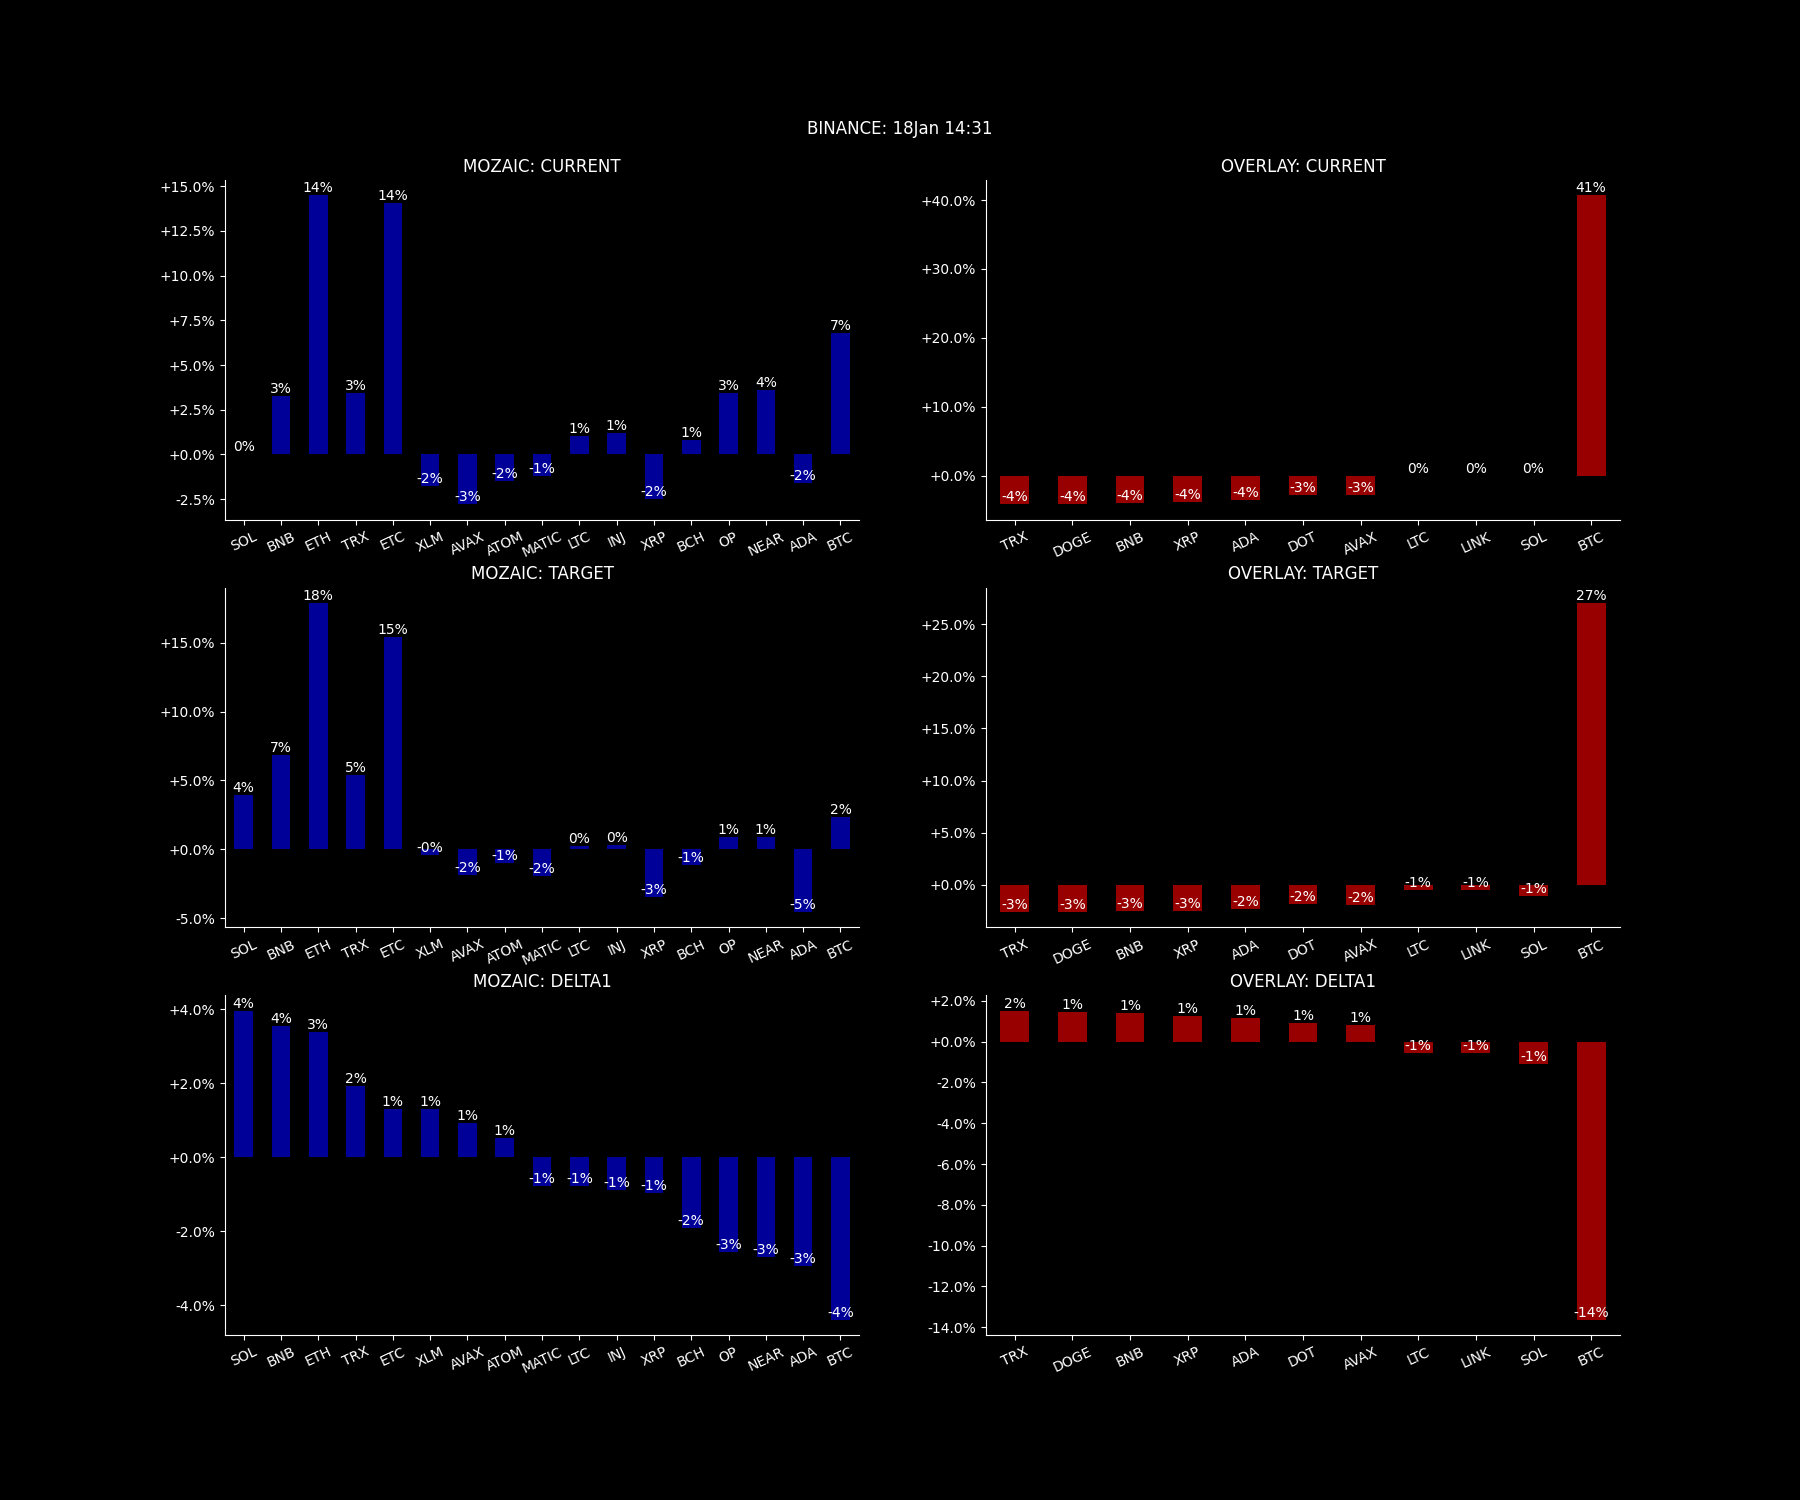 BINANCE: 18Jan 14:31
MOZAIC: CURRENT
+15.0%
+12.5%
+10.0%
+7.5%
+5.0%
+2.5%
+0.0%
-2.5%
0% 3% 14% 3% 14% -2% -3% -2% -1% 1% 1% -2% 1% 3% 4% -2% 7%
SOL BNB ETH TRX ETC XLM AVAX ATOM MATIC LTC INJ XRP BCH OP NEAR ADA BTC
OVERLAY: CURRENT
+40.0%
+30.0%
+20.0%
+10.0%
+0.0%
-4% -4% -4% -4% -4% -3% -3% 0% 0% 0% 41%
TRX DOGE BNB XRP ADA DOT AVAX LTC LINK SOL BTC
MOZAIC: TARGET
+15.0%
+10.0%
+5.0%
+0.0%
-5.0%
4% 7% 18% 5% 15% -0% -2% -1% -2% 0% 0% -3% -1% 1% 1% -5% 2%
SOL BNB ETH TRX ETC XLM AVAX ATOM MATIC LTC INJ XRP BCH OP NEAR ADA BTC
OVERLAY: TARGET
+25.0%
+20.0%
+15.0%
+10.0%
+5.0%
+0.0%
-3% -3% -3% -3% -2% -2% -2% -1% -1% -1% 27%
TRX DOGE BNB XRP ADA DOT AVAX LTC LINK SOL BTC
MOZAIC: DELTA1
+4.0%
+2.0%
+0.0%
-2.0%
-4.0%
4% 4% 3% 2% 1% 1% 1% 1% -1% -1% -1% -1% -2% -3% -3% -3% -4%
SOL BNB ETH TRX ETC XLM AVAX ATOM MATIC LTC INJ XRP BCH OP NEAR ADA BTC
OVERLAY: DELTA1
+2.0%
+0.0%
-2.0%
-4.0%
-6.0%
-8.0%
-10.0%
-12.0%
-14.0%
2% 1% 1% 1% 1% 1% 1% -1% -1% -1% -14%
TRX DOGE BNB XRP ADA DOT AVAX LTC LINK SOL BTC